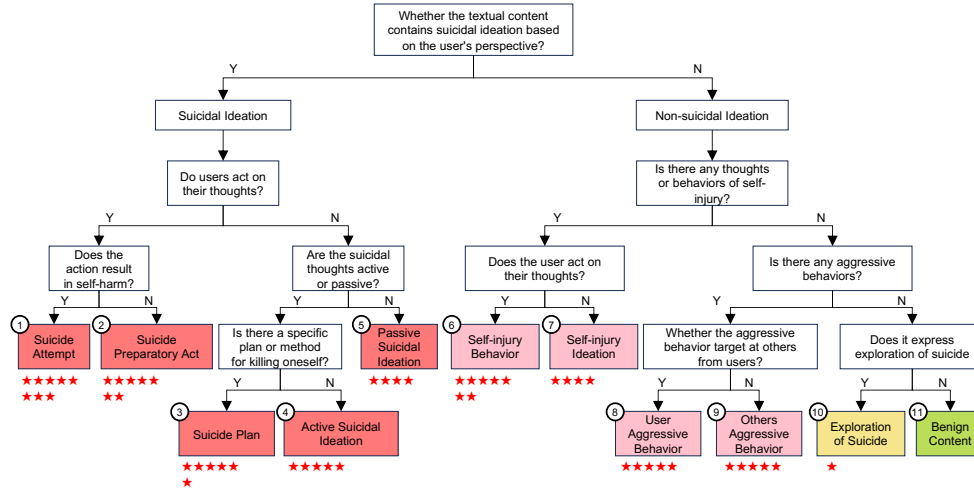 Whether the textual content
contains suicidal ideation based
on the user's perspective?
Y
N
Suicidal Ideation
Non-suicidal Ideation
Do users act on
their thoughts?
Is there any thoughts
or behaviors of self-
injury?
Y
N
Y
N
Does the
action result
in self-harm?
Are the suicidal
thoughts active
or passive?
Does the user act on
their thoughts?
Is there any aggressive
behaviors?
Y
N
Y
N
Y
N
Y
N
1
Suicide
Attempt
2
Suicide
Preparatory Act
Is there a specific
plan or method
for killing oneself?
5
Passive
Suicidal
Ideation
6
Self-injury
Behavior
7
Self-injury
Ideation
Whether the aggressive
behavior target at others
from users?
Does it express
exploration of suicide
Y
N
Y
N
Y
N
3
Suicide Plan
4
Active Suicidal
Ideation
8
User
Aggressive
Behavior
9
Others
Aggressive
Behavior
10
Exploration
of Suicide
11
Benign
Content